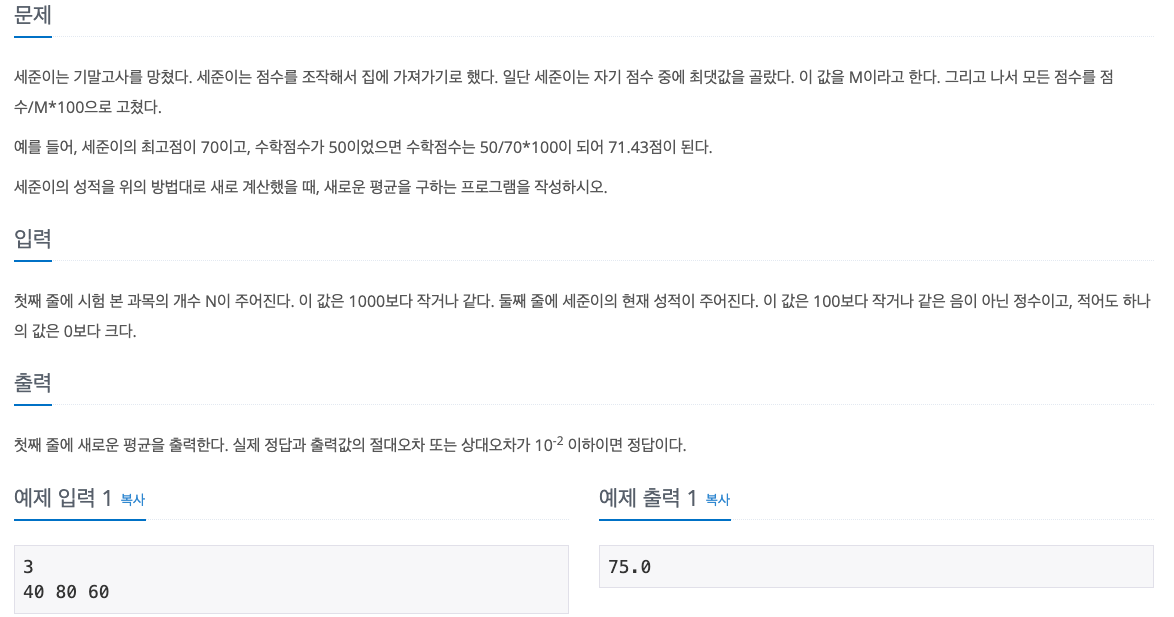 문제
세준이는 기말고사를 망쳤다. 세준이는 점수를 조작해서 집에 가져가기로 했다. 일단 세준이는 자기 점수 중에 최댓값을 골랐다. 이 값을 M이라고 한다. 그리고 나서 모든 점수를 점
수/M*100으로 고쳤다.
예를 들어, 세준이의 최고점이 70이고, 수학점수가 50이었으면 수학점수는 50/70*100이 되어 71.43점이 된다.
세준이의 성적을 위의 방법대로 새로 계산했을 때, 새로운 평균을 구하는 프로그램을 작성하시오.
입력
첫째 줄에 시험 본 과목의 개수 N이 주어진다. 이 값은 1000보다 작거나 같다. 둘째 줄에 세준이의 현재 성적이 주어진다. 이 값은 100보다 작거나 같은 음이 아닌 정수이고, 적어도 하나
의 값은 0보다 크다.
출력
첫째 줄에 새로운 평균을 출력한다. 실제 정답과 출력값의 절대오차 또는 상대오차가 10⁻² 이하이면 정답이다.
예제 입력 1 복사
3
40 80 60
예제 출력 1 복사
75.0